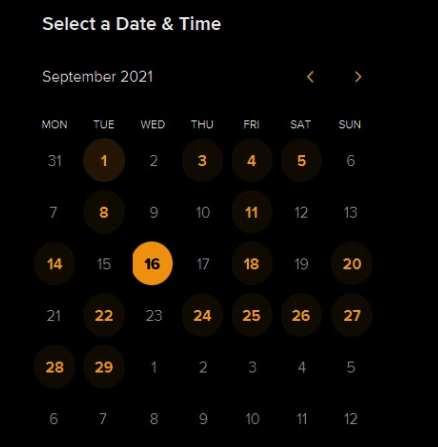 Select a Date & Time
September 2021
MON TUE WED THU FRI SAT SUN
31 1 2 3 4 5 6
7 8 9 10 11 12 13
14 15 16 17 18 19 20
21 22 23 24 25 26 27
28 29 1 2 3 4 5
6 7 8 9 10 11 12